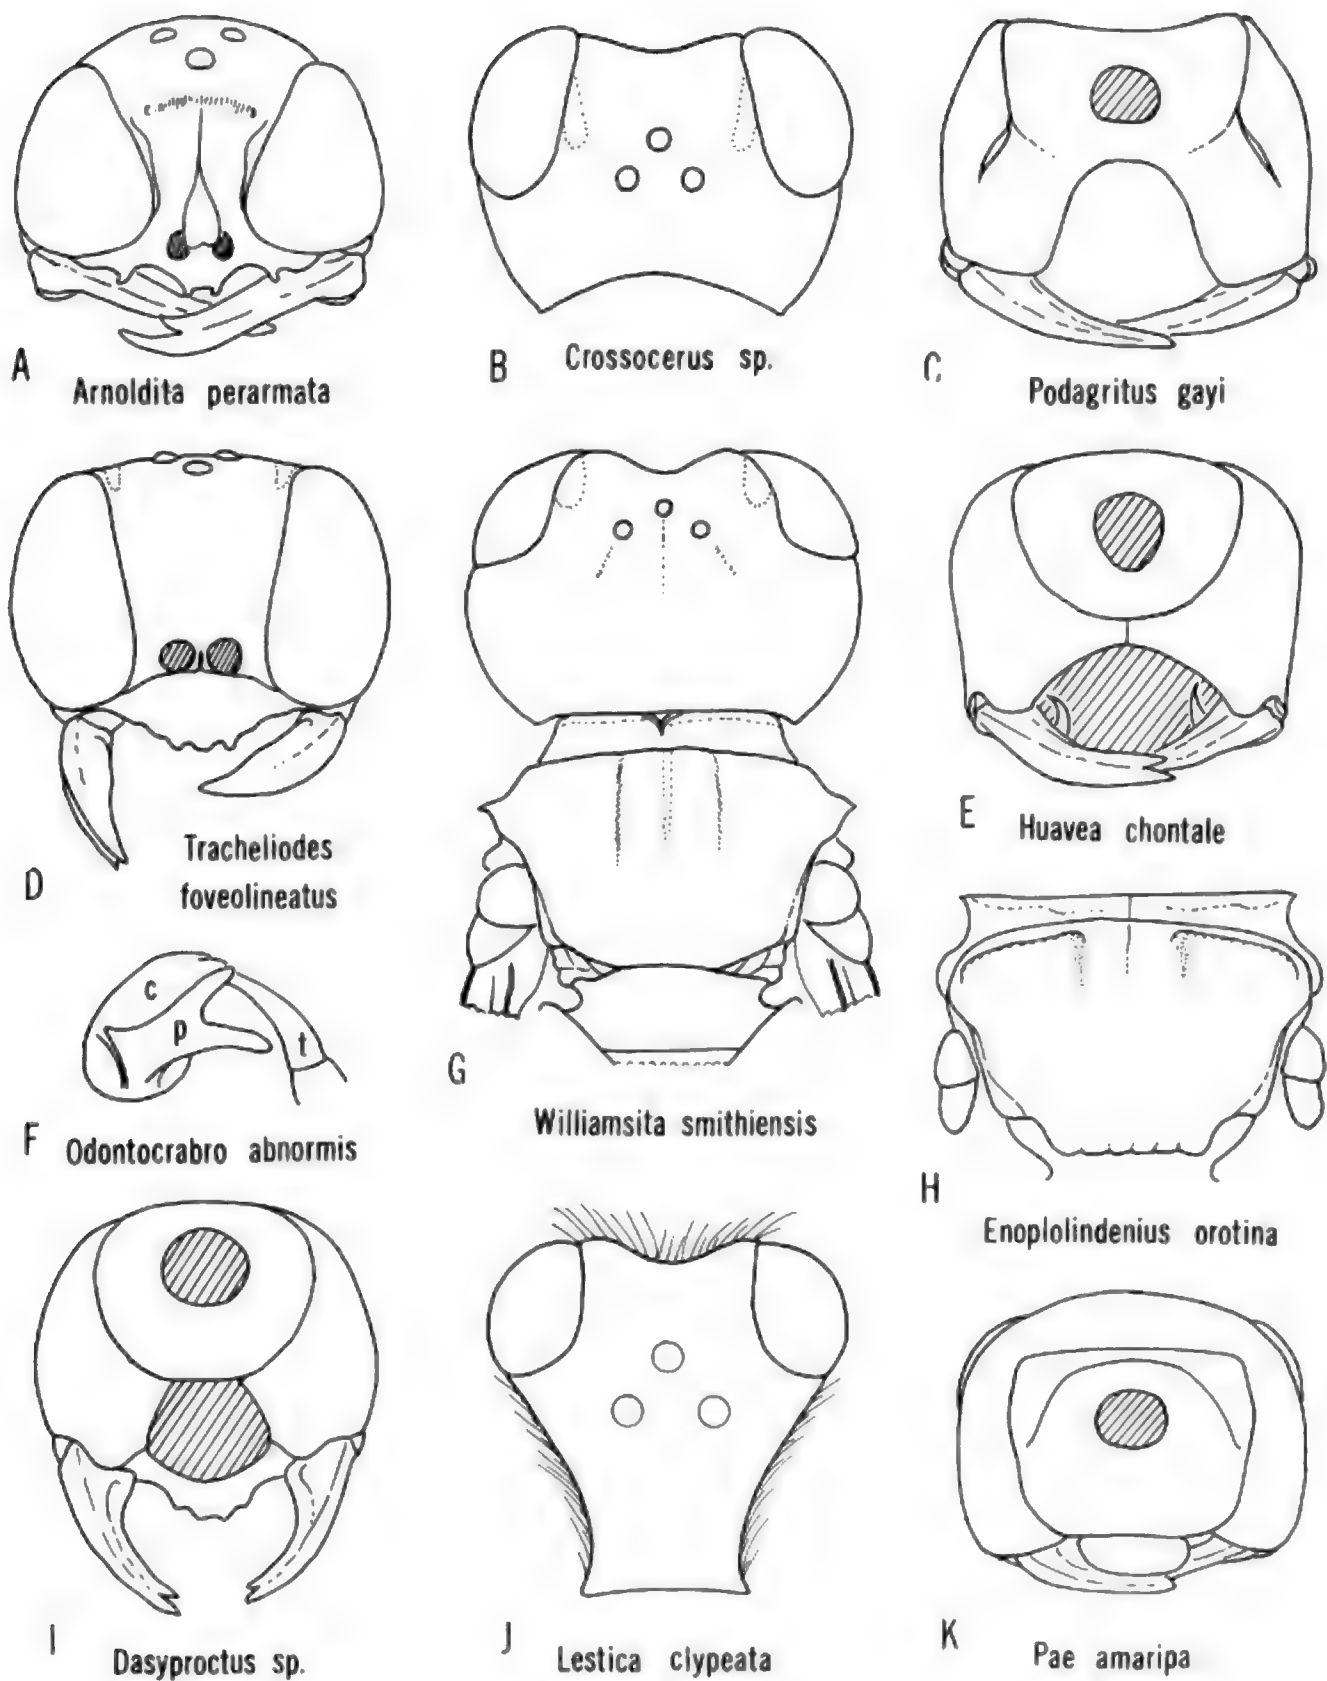 A
Arnoldita perarmata
B
Crossocerus sp.
C
Podagritus gayi
D
Tracheliodes
foveolineatus
E
Huavea chontale
c
p
t
F
Odontocrabro abnormis
G
Williamsita smithiensis
H
Enoplolindenius orotina
I
Dasyproctus sp.
J
Lestica clypeata
K
Pae amaripa